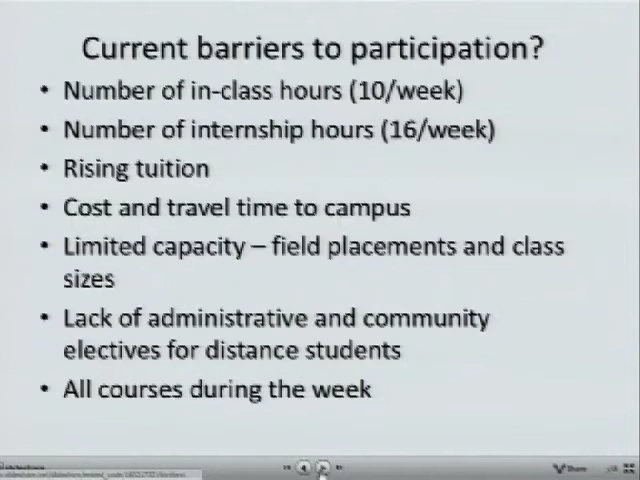 Current barriers to participation?
• Number of in-class hours (10/week)
• Number of internship hours (16/week)
• Rising tuition
• Cost and travel time to campus
• Limited capacity – field placements and class
sizes
• Lack of administrative and community
electives for distance students
• All courses during the week
Share